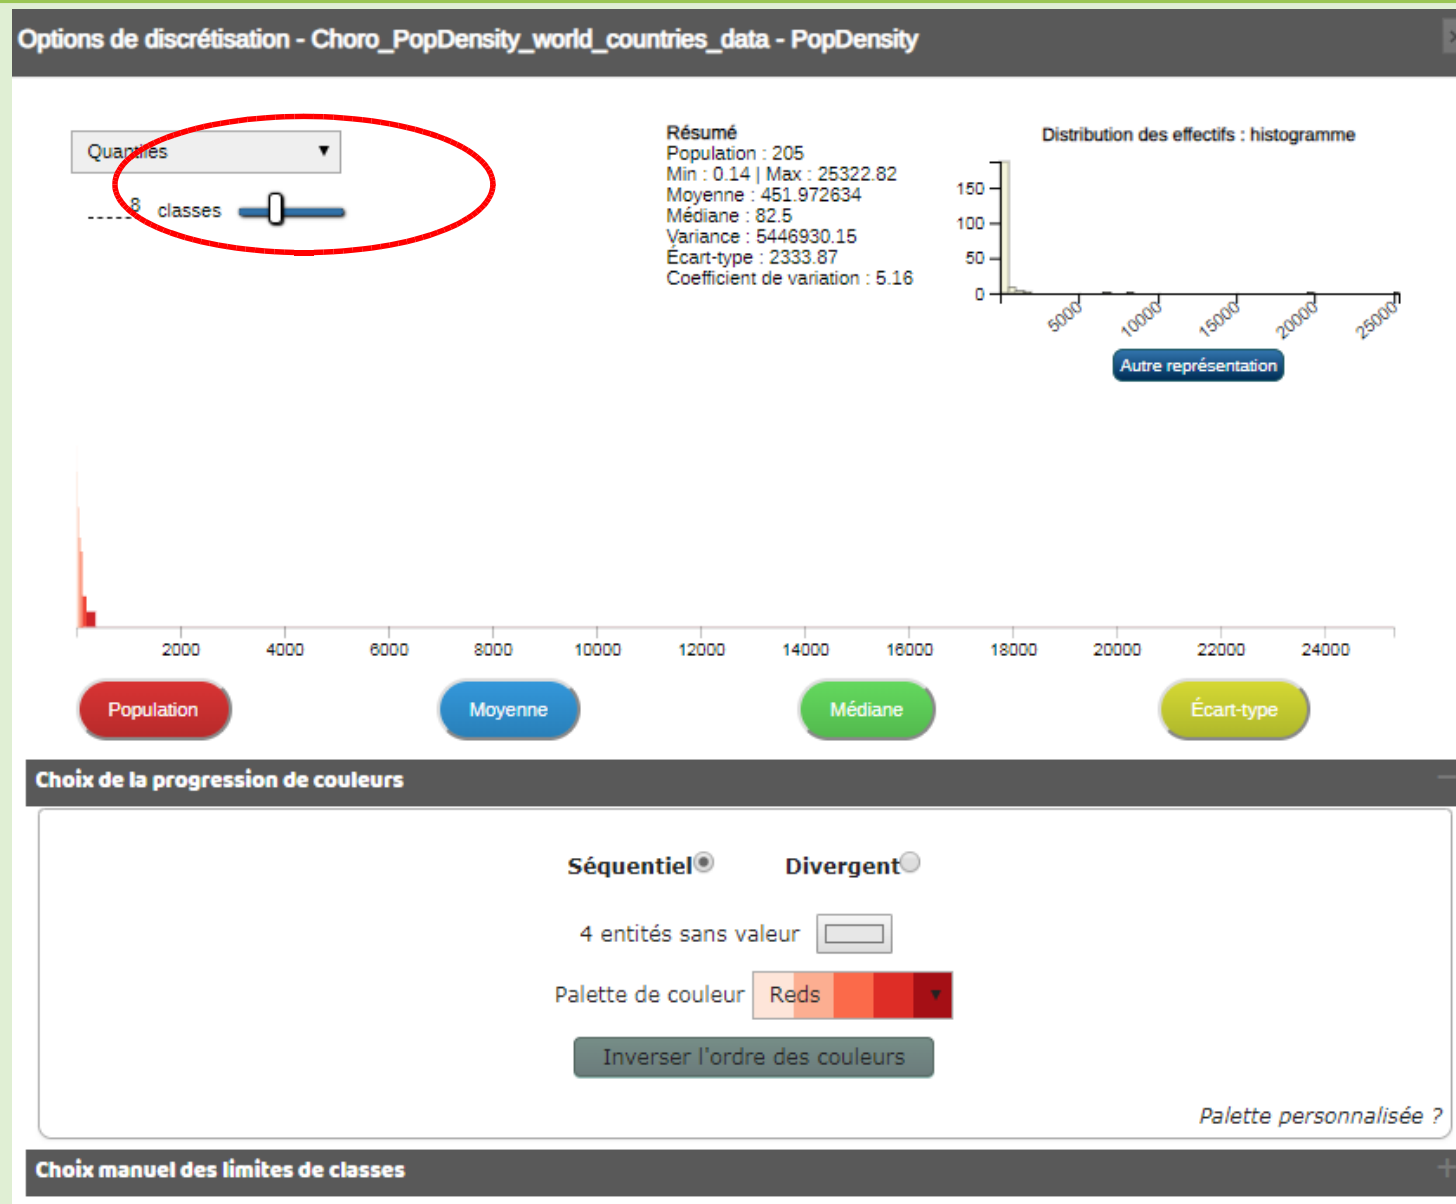 Options de discrétisation - Choro_PopDensity_world_countries_data - PopDensity
Quantiles
8 classes
Résumé
Population : 205
Min : 0.14 | Max : 25322.82
Moyenne : 451.972634
Médiane : 82.5
Variance : 5446930.15
Écart-type : 2333.87
Coefficient de variation : 5.16
Distribution des effectifs : histogramme
150
100
50
0
5000 10000 15000 20000 25000
Autre représentation
2000 4000 6000 8000 10000 12000 14000 16000 18000 20000 22000 24000
Population Moyenne Médiane Écart-type
Choix de la progression de couleurs
Séquentiel Divergent
4 entités sans valeur
Palette de couleur Reds
Inverser l'ordre des couleurs
Palette personnalisée ?
Choix manuel des limites de classes